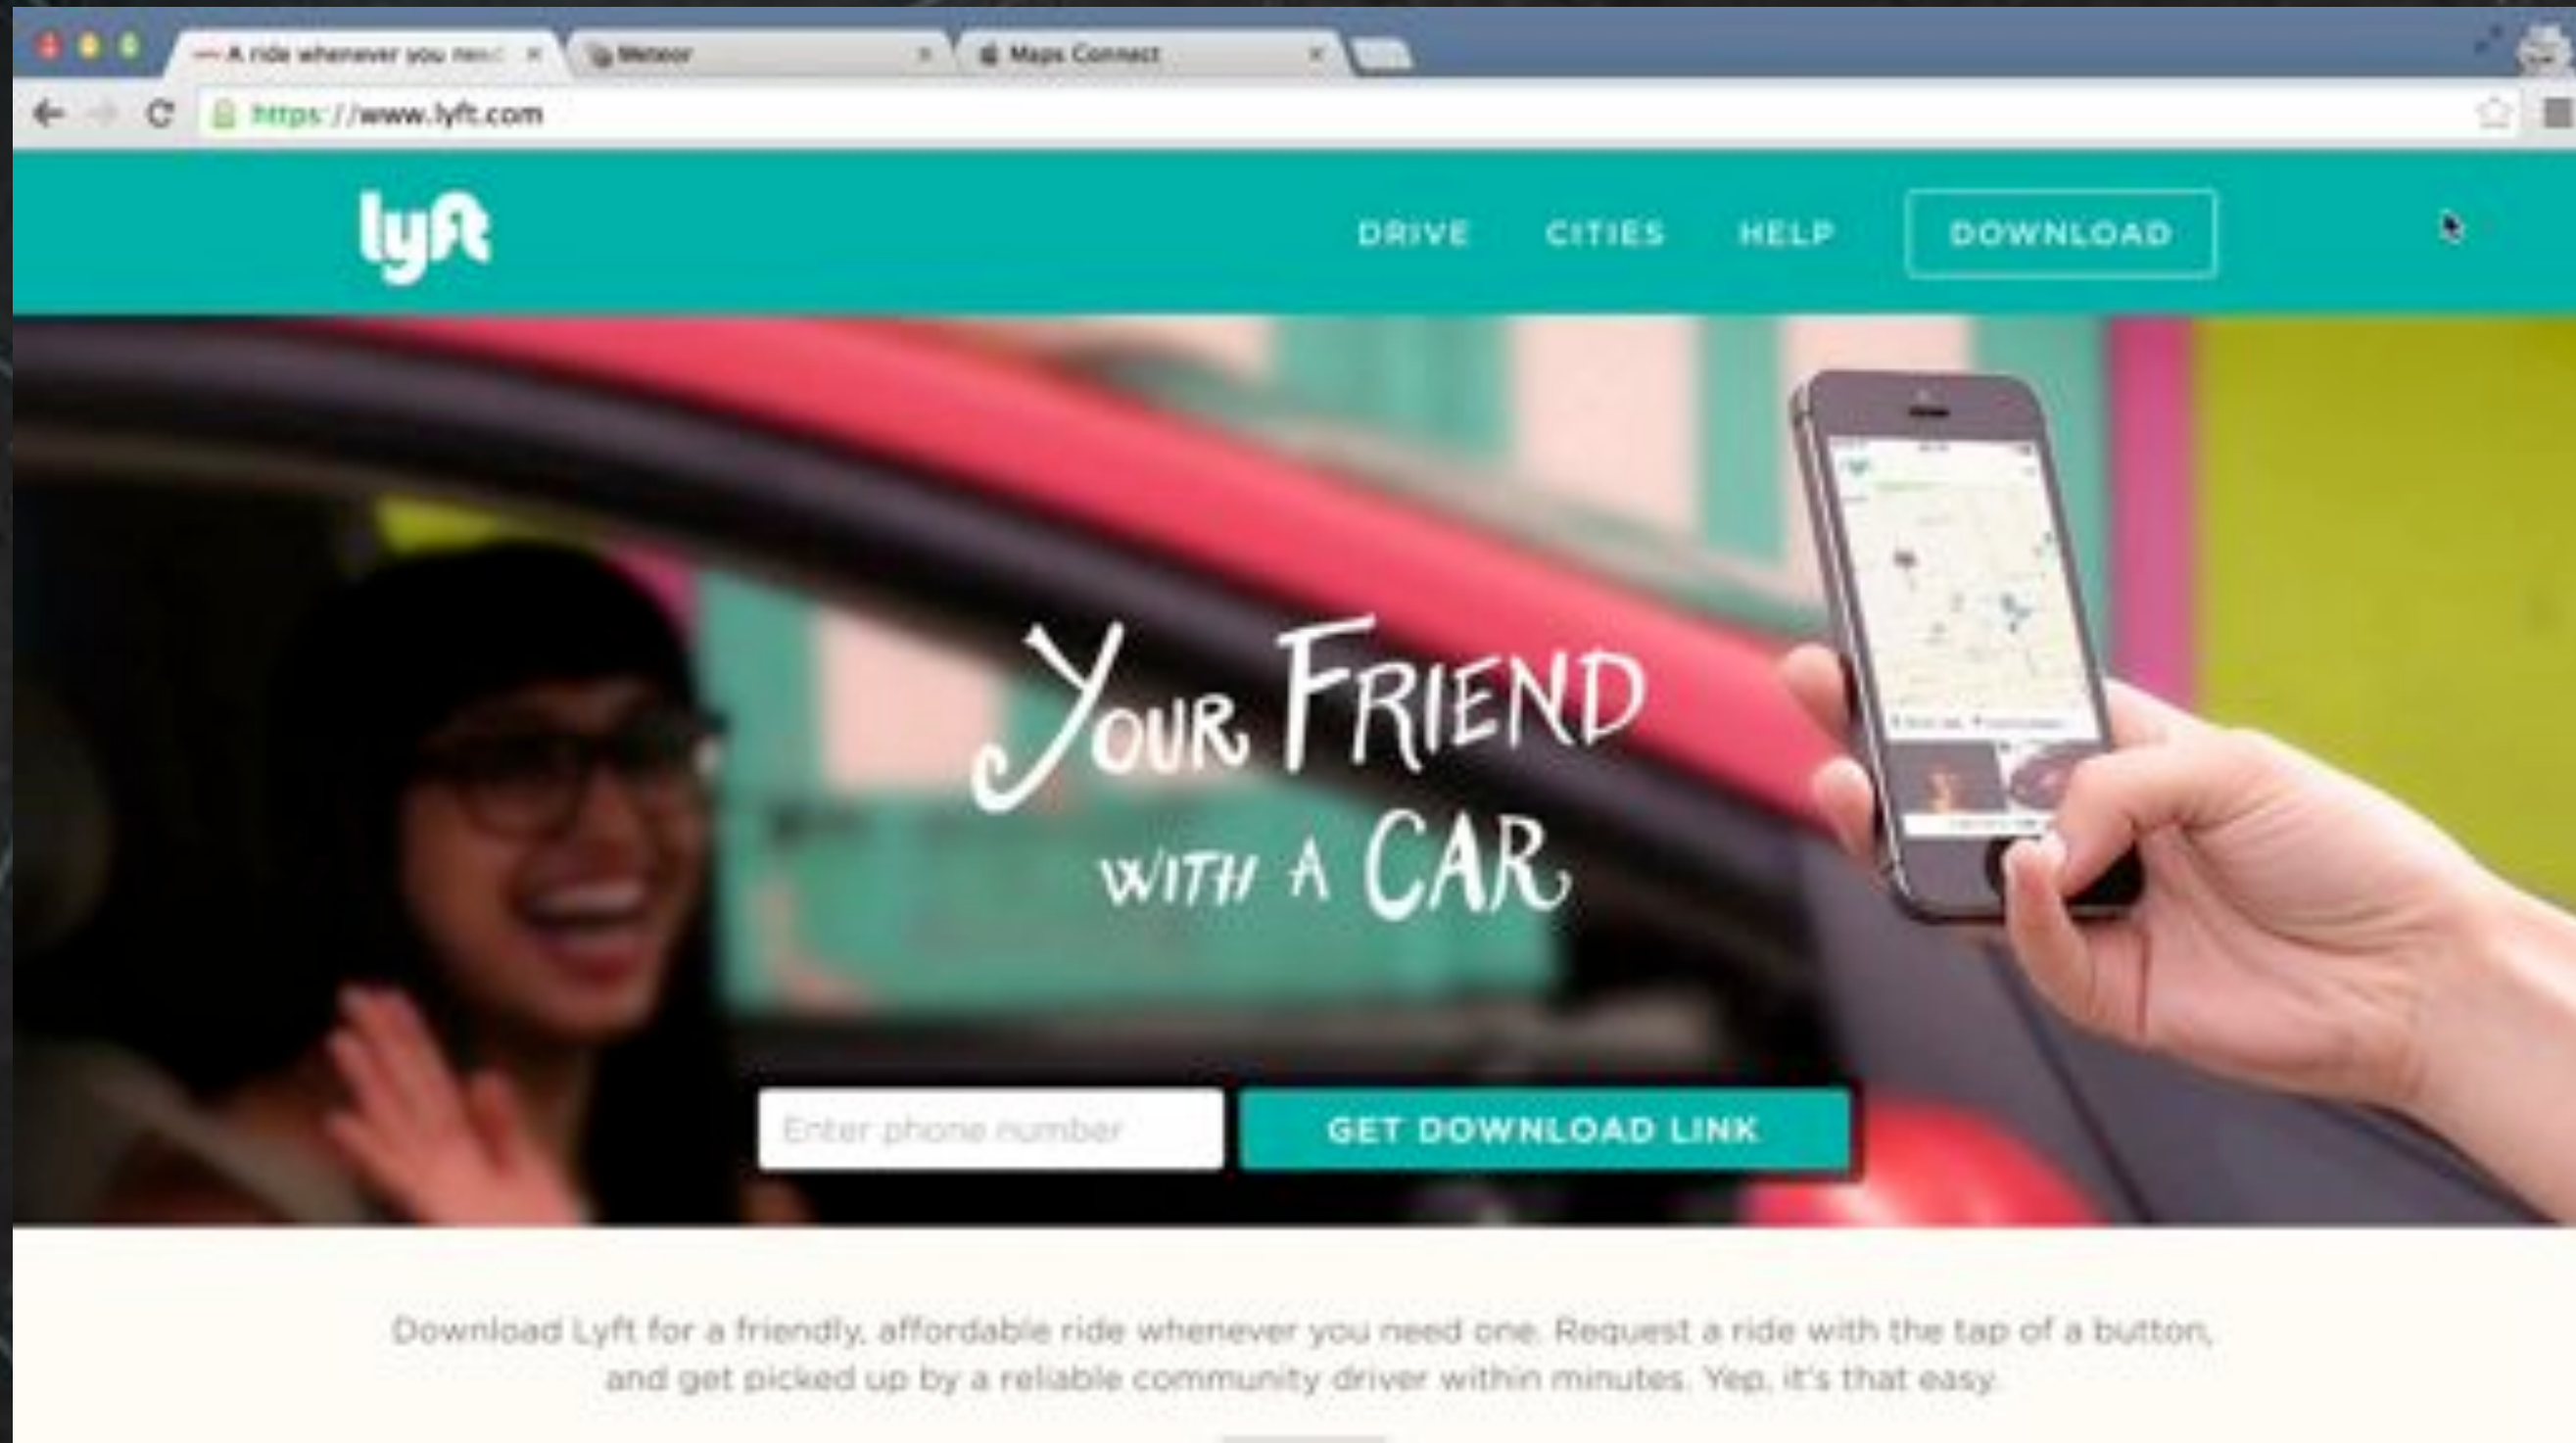 A ride whenever you need
Meteor
Maps Connect
https://www.lyft.com
lyft
DRIVE CITIES HELP DOWNLOAD
YOUR FRIEND
WITH A CAR
Enter phone number
GET DOWNLOAD LINK
Download Lyft for a friendly, affordable ride whenever you need one. Request a ride with the tap of a button,
and get picked up by a reliable community driver within minutes. Yep, it's that easy.